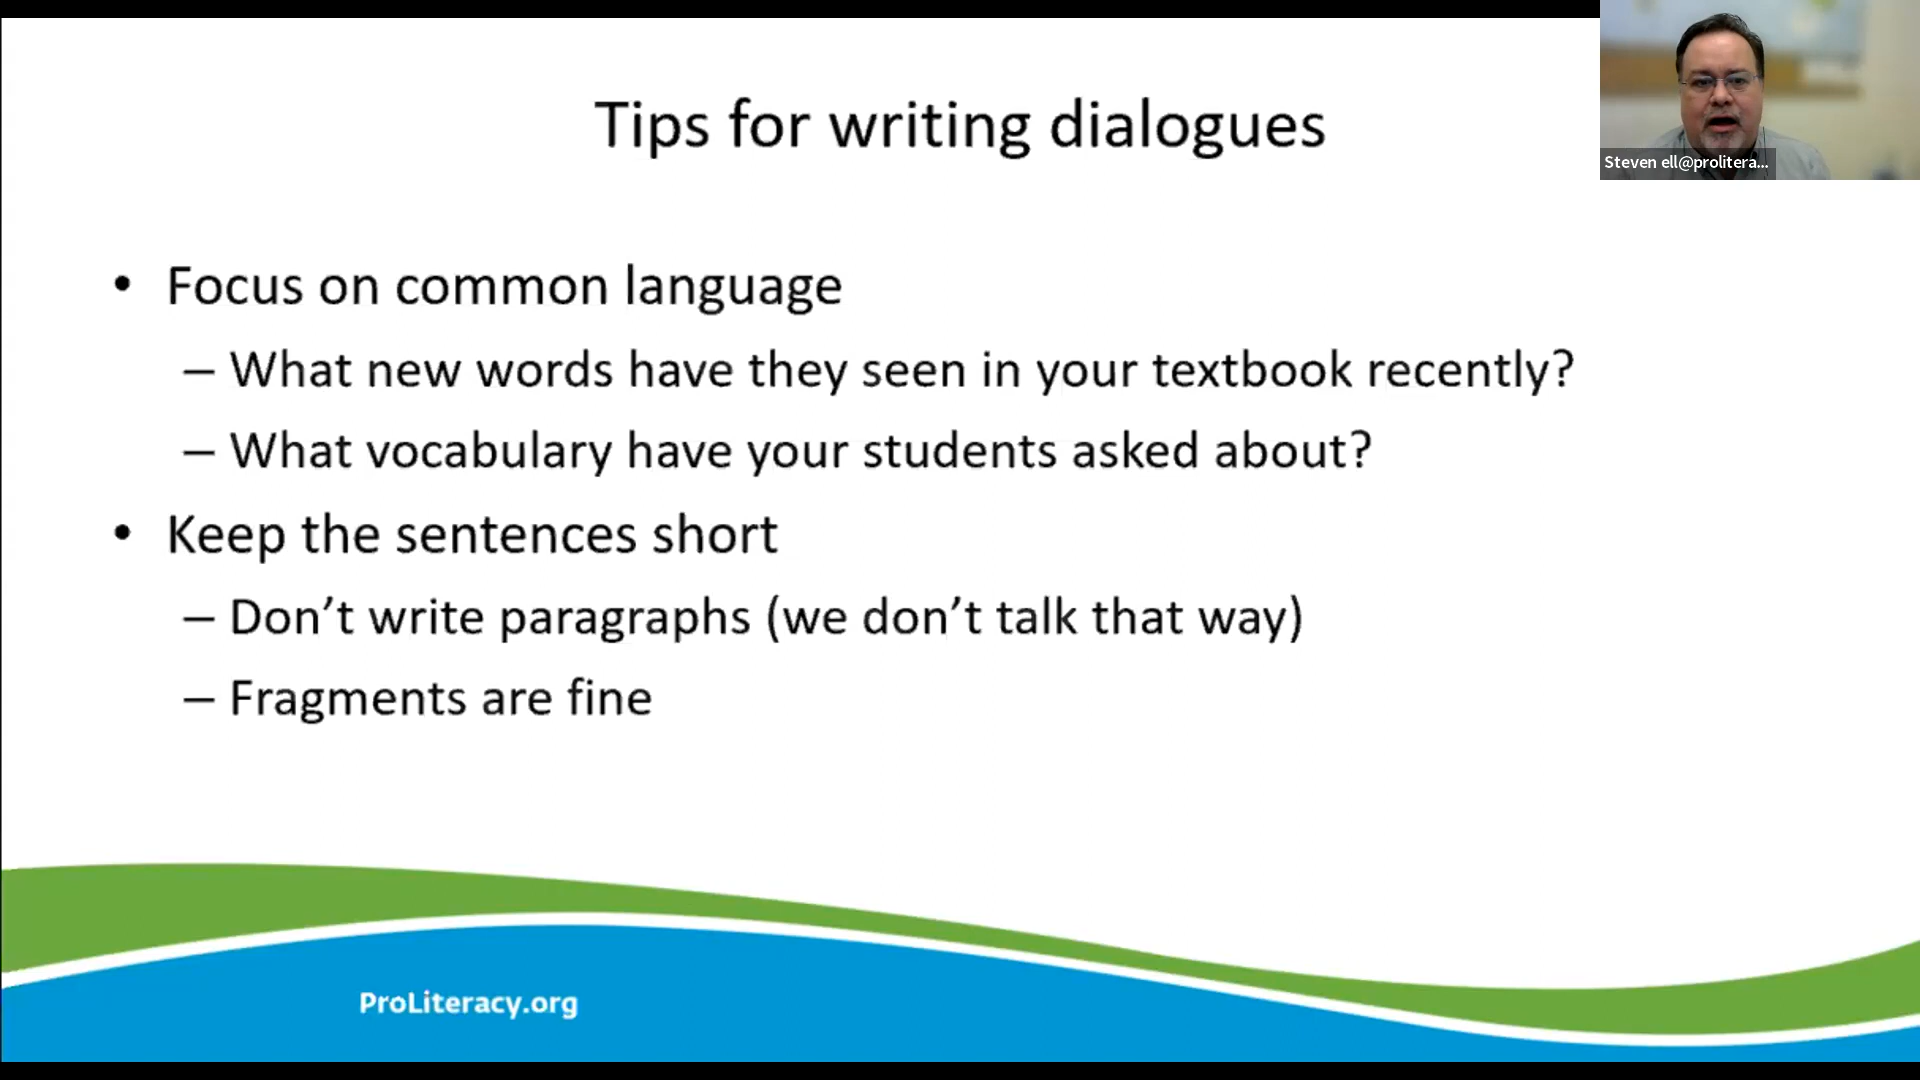 Tips for writing dialogues
Steven ell@prolitera...
• Focus on common language
– What new words have they seen in your textbook recently?
– What vocabulary have your students asked about?
• Keep the sentences short
– Don’t write paragraphs (we don’t talk that way)
– Fragments are fine
ProLiteracy.org